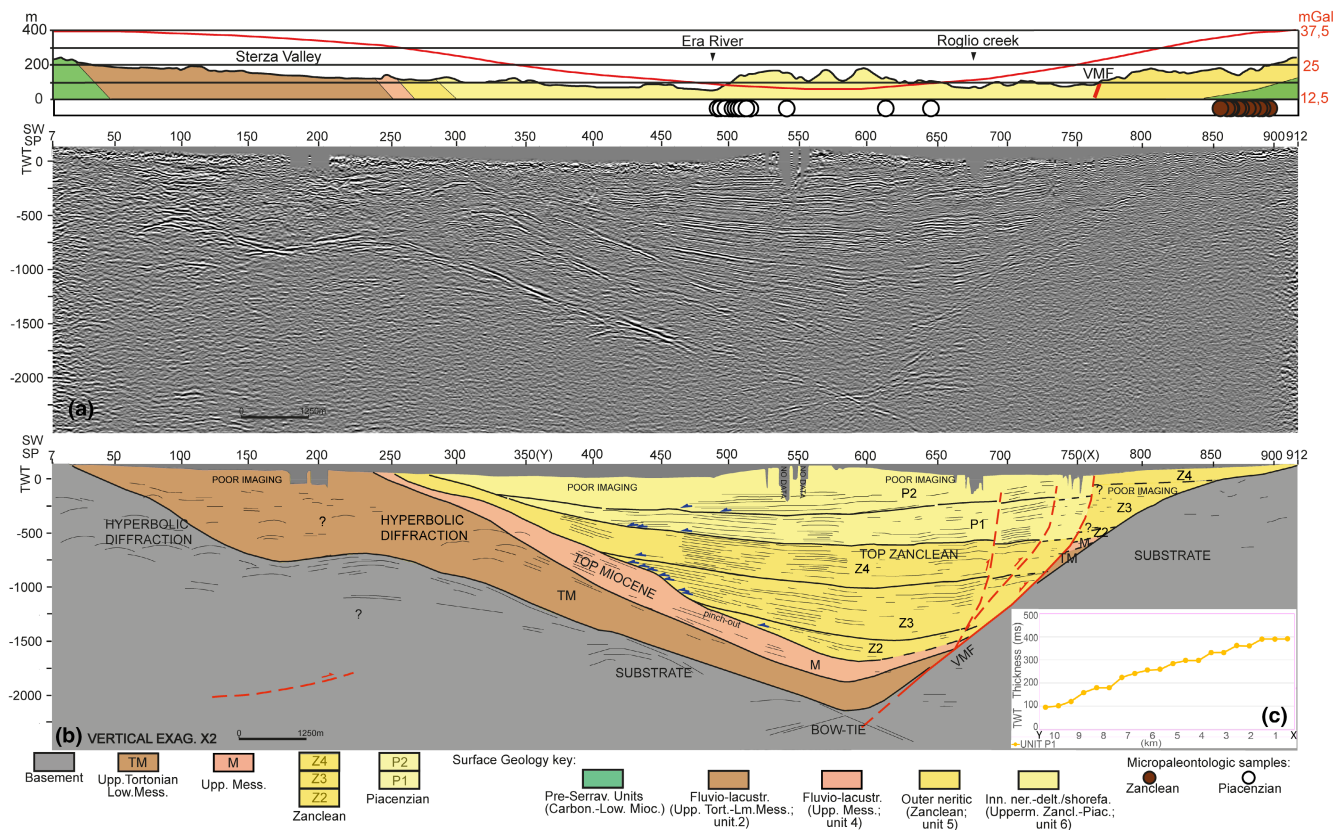 m
mGal
400
37,5
Era River
Roglio creek
Sterza Valley
200
25
VMF
0
12,5
SW
SP
7 50 100 150 200 250 300 350 400 450 500 550 600 650 700 750 800 850 900 912
TWT
0
-500
-1000
-1500
-2000
(a)
0 1250m
SW
SP
7 50 100 150 200 250 300 350(Y) 400 450 500 550 600 650 700 750(X) 800 850 900 912
TWT
0
-500
-1000
-1500
-2000
POOR IMAGING
POOR IMAGING
NO DATA
NO DATA
POOR IMAGING
P2
?
POOR IMAGING
Z4
Z3
HYPERBOLIC
DIFFRACTION
?
HYPERBOLIC
DIFFRACTION
P1
?
Z2
TOP ZANCLEAN
M
TM
SUBSTRATE
Z4
TOP MIOCENE
TM
?
pinch-out
Z3
Z2
VMF
M
SUBSTRATE
BOW-TIE
500
400
300
200
100
0
TWT Thickness (ms)
Y 10 9 8 7 6 5 4 3 2 1 X
(km)
UNIT P1
(c)
(b) VERTICAL EXAG. X2
0 1250m
Basement
TM
Upp.Tortonian
Low.Mess.
M
Upp. Mess.
Z4
Z3
Z2
Zanclean
P2
P1
Piacenzian
Surface Geology key:
Pre-Serrav. Units
(Carbon.-Low. Mioc.)
Fluvio-lacustr.
(Upp. Tort.-Lm.Mess.;
unit.2)
Fluvio-lacustr.
(Upp. Mess.;
unit 4)
Outer neritic
(Zanclean;
unit 5)
Inn. ner.-delt./shorefa.
(Upperm. Zancl.-Piac.;
unit 6)
Micropaleontologic samples:
Zanclean
Piacenzian